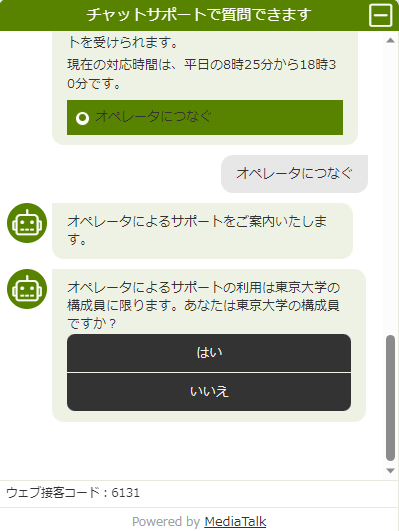 チャットサポートで質問できます
トを受けられます。
現在の対応時間は、平日の8時25分から18時3
0分です。
オペレータにつなぐ
オペレータにつなぐ
オペレータによるサポートをご案内いたしま
す。
オペレータによるサポートの利用は東京大学の
構成員に限ります。あなたは東京大学の構成員
ですか？
はい
いいえ
ウェブ接客コード：6131
Powered by MediaTalk